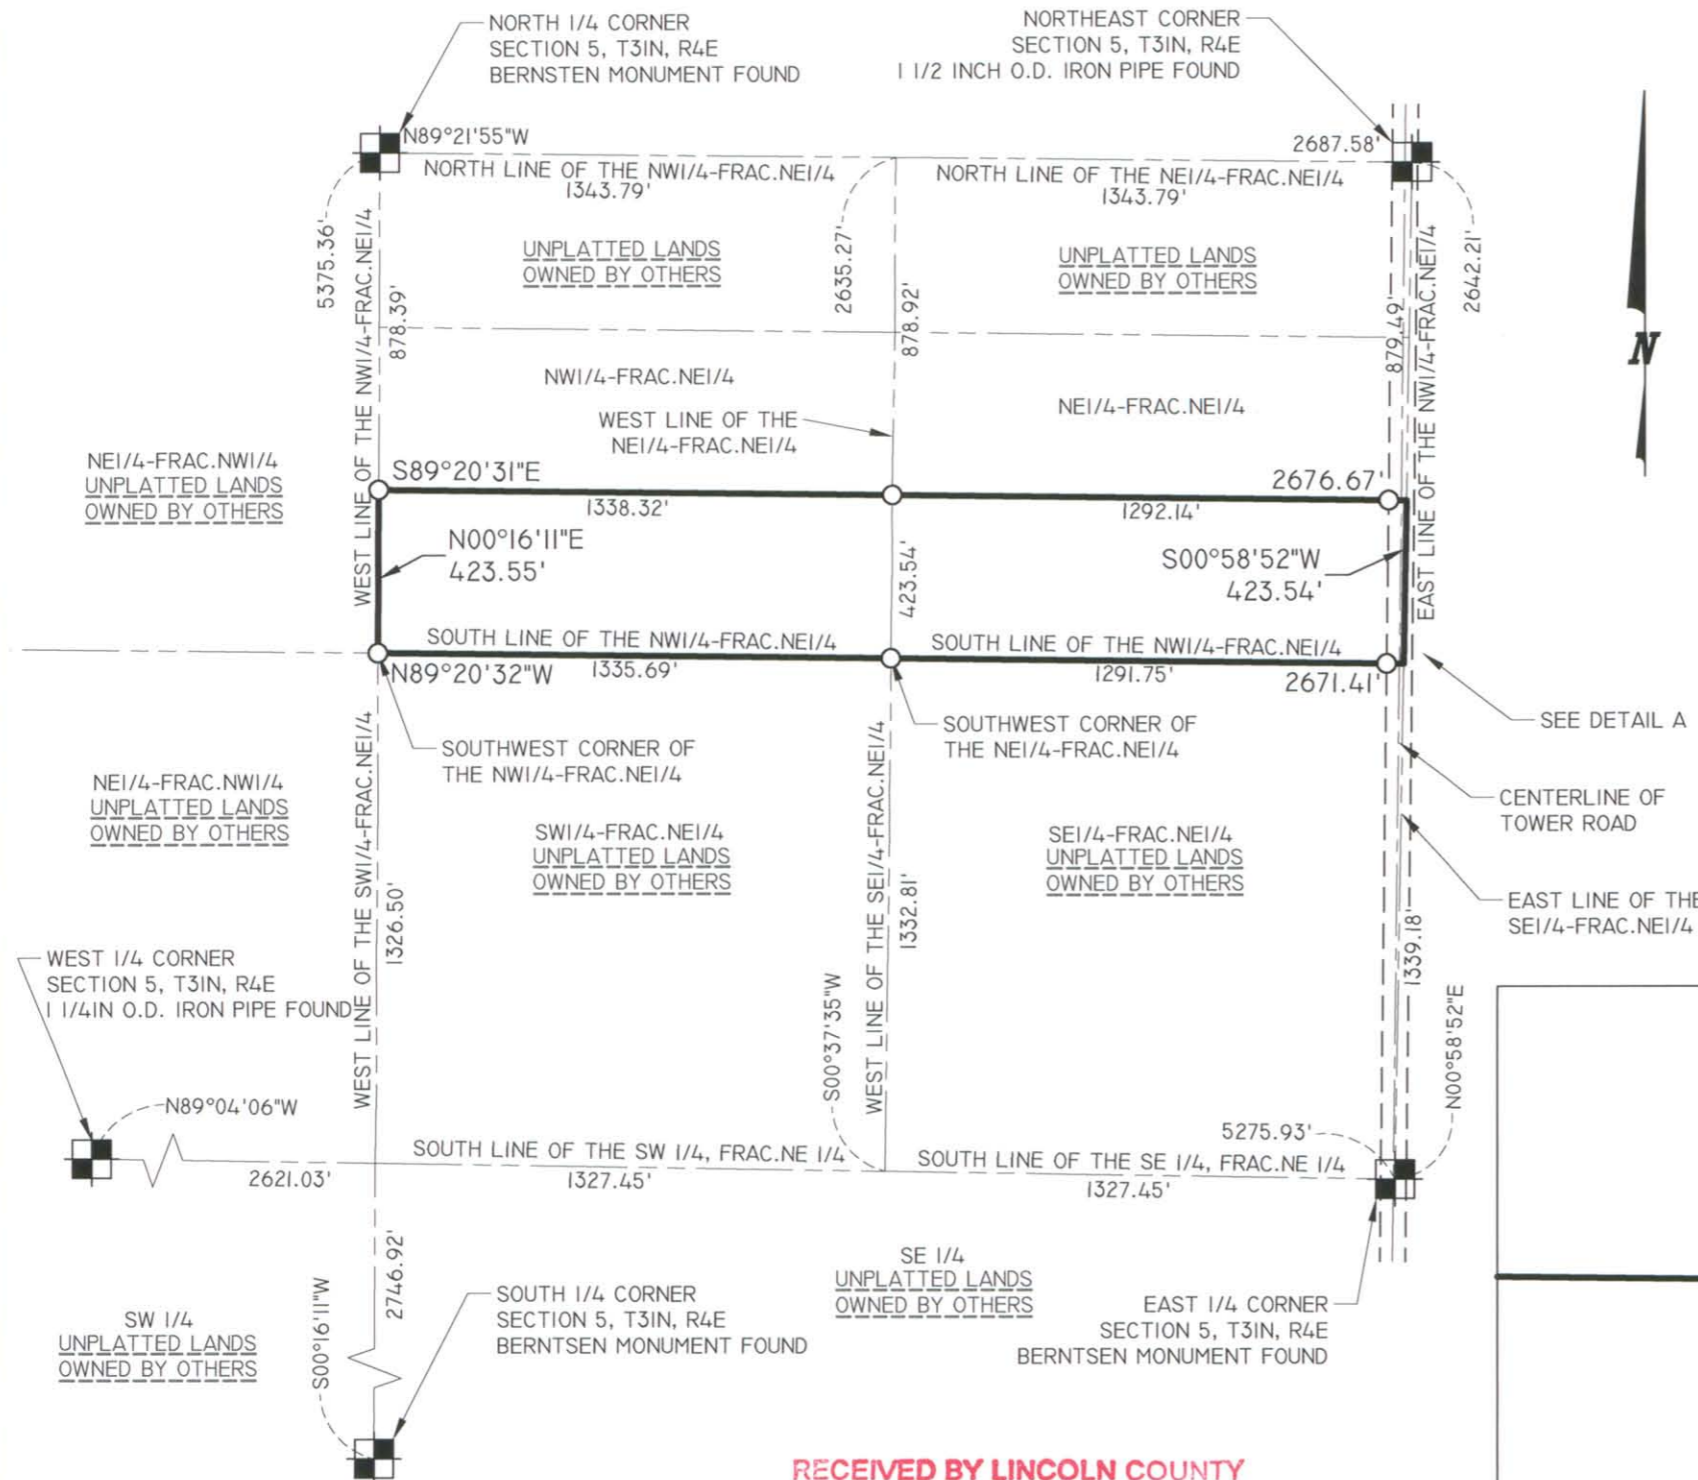 NORTH 1/4 CORNER
SECTION 5, T31N, R4E
BERNSTEN MONUMENT FOUND
NORTHEAST CORNER
SECTION 5, T31N, R4E
1 1/2 INCH O.D. IRON PIPE FOUND
N89°21'55"W
2687.58'
NORTH LINE OF THE NW1/4-FRAC.NE1/4
1343.79'
NORTH LINE OF THE NE1/4-FRAC.NE1/4
1343.79'
5375.36'
2635.27'
2642.21'
UNPLATTED LANDS
OWNED BY OTHERS
UNPLATTED LANDS
OWNED BY OTHERS
WEST LINE OF THE NW1/4-FRAC.NE1/4
878.39'
878.92'
879.49'
EAST LINE OF THE NW1/4-FRAC.NE1/4
N
NW1/4-FRAC.NE1/4
NE1/4-FRAC.NE1/4
WEST LINE OF THE
NE1/4-FRAC.NE1/4
NE1/4-FRAC.NW1/4
UNPLATTED LANDS
OWNED BY OTHERS
S89°20'31"E
2676.67'
1338.32'
1292.14'
N00°16'11"E
423.55'
423.54'
S00°58'52"W
423.54'
SOUTH LINE OF THE NW1/4-FRAC.NE1/4
SOUTH LINE OF THE NW1/4-FRAC.NE1/4
N89°20'32"W
1335.69'
1291.75'
2671.41'
SEE DETAIL A
SOUTHWEST CORNER OF
THE NW1/4-FRAC.NE1/4
SOUTHWEST CORNER OF
THE NE1/4-FRAC.NE1/4
NE1/4-FRAC.NW1/4
UNPLATTED LANDS
OWNED BY OTHERS
CENTERLINE OF
TOWER ROAD
SW1/4-FRAC.NE1/4
UNPLATTED LANDS
OWNED BY OTHERS
SE1/4-FRAC.NE1/4
UNPLATTED LANDS
OWNED BY OTHERS
WEST LINE OF THE SW1/4-FRAC.NE1/4
1326.50'
WEST LINE OF THE SE1/4-FRAC.NE1/4
1332.81'
1339.18'
EAST LINE OF THE
SE1/4-FRAC.NE1/4
WEST 1/4 CORNER
SECTION 5, T31N, R4E
1 1/4IN O.D. IRON PIPE FOUND
S00°37'35"W
N00°58'52"E
N89°04'06"W
5275.93'
SOUTH LINE OF THE SW 1/4, FRAC.NE 1/4
SOUTH LINE OF THE SE 1/4, FRAC.NE 1/4
2621.03'
1327.45'
1327.45'
2746.92'
S00°16'11"W
SE 1/4
UNPLATTED LANDS
OWNED BY OTHERS
SOUTH 1/4 CORNER
SECTION 5, T31N, R4E
BERNTSEN MONUMENT FOUND
EAST 1/4 CORNER
SECTION 5, T31N, R4E
BERNTSEN MONUMENT FOUND
SW 1/4
UNPLATTED LANDS
OWNED BY OTHERS
RECEIVED BY LINCOLN COUNTY